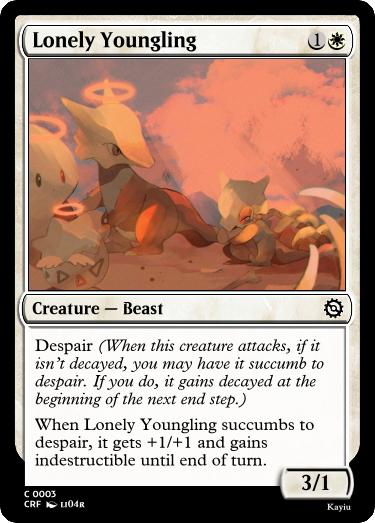 Lonely Youngling 1
Creature — Beast
Despair (When this creature attacks, if it
isn't decayed, you may have it succumb to
despair. If you do, it gains decayed at the
beginning of the next end step.)
When Lonely Youngling succumbs to
despair, it gets +1/+1 and gains
indestructible until end of turn.
3/1
C 0003
CRF LI04R
Kayiu